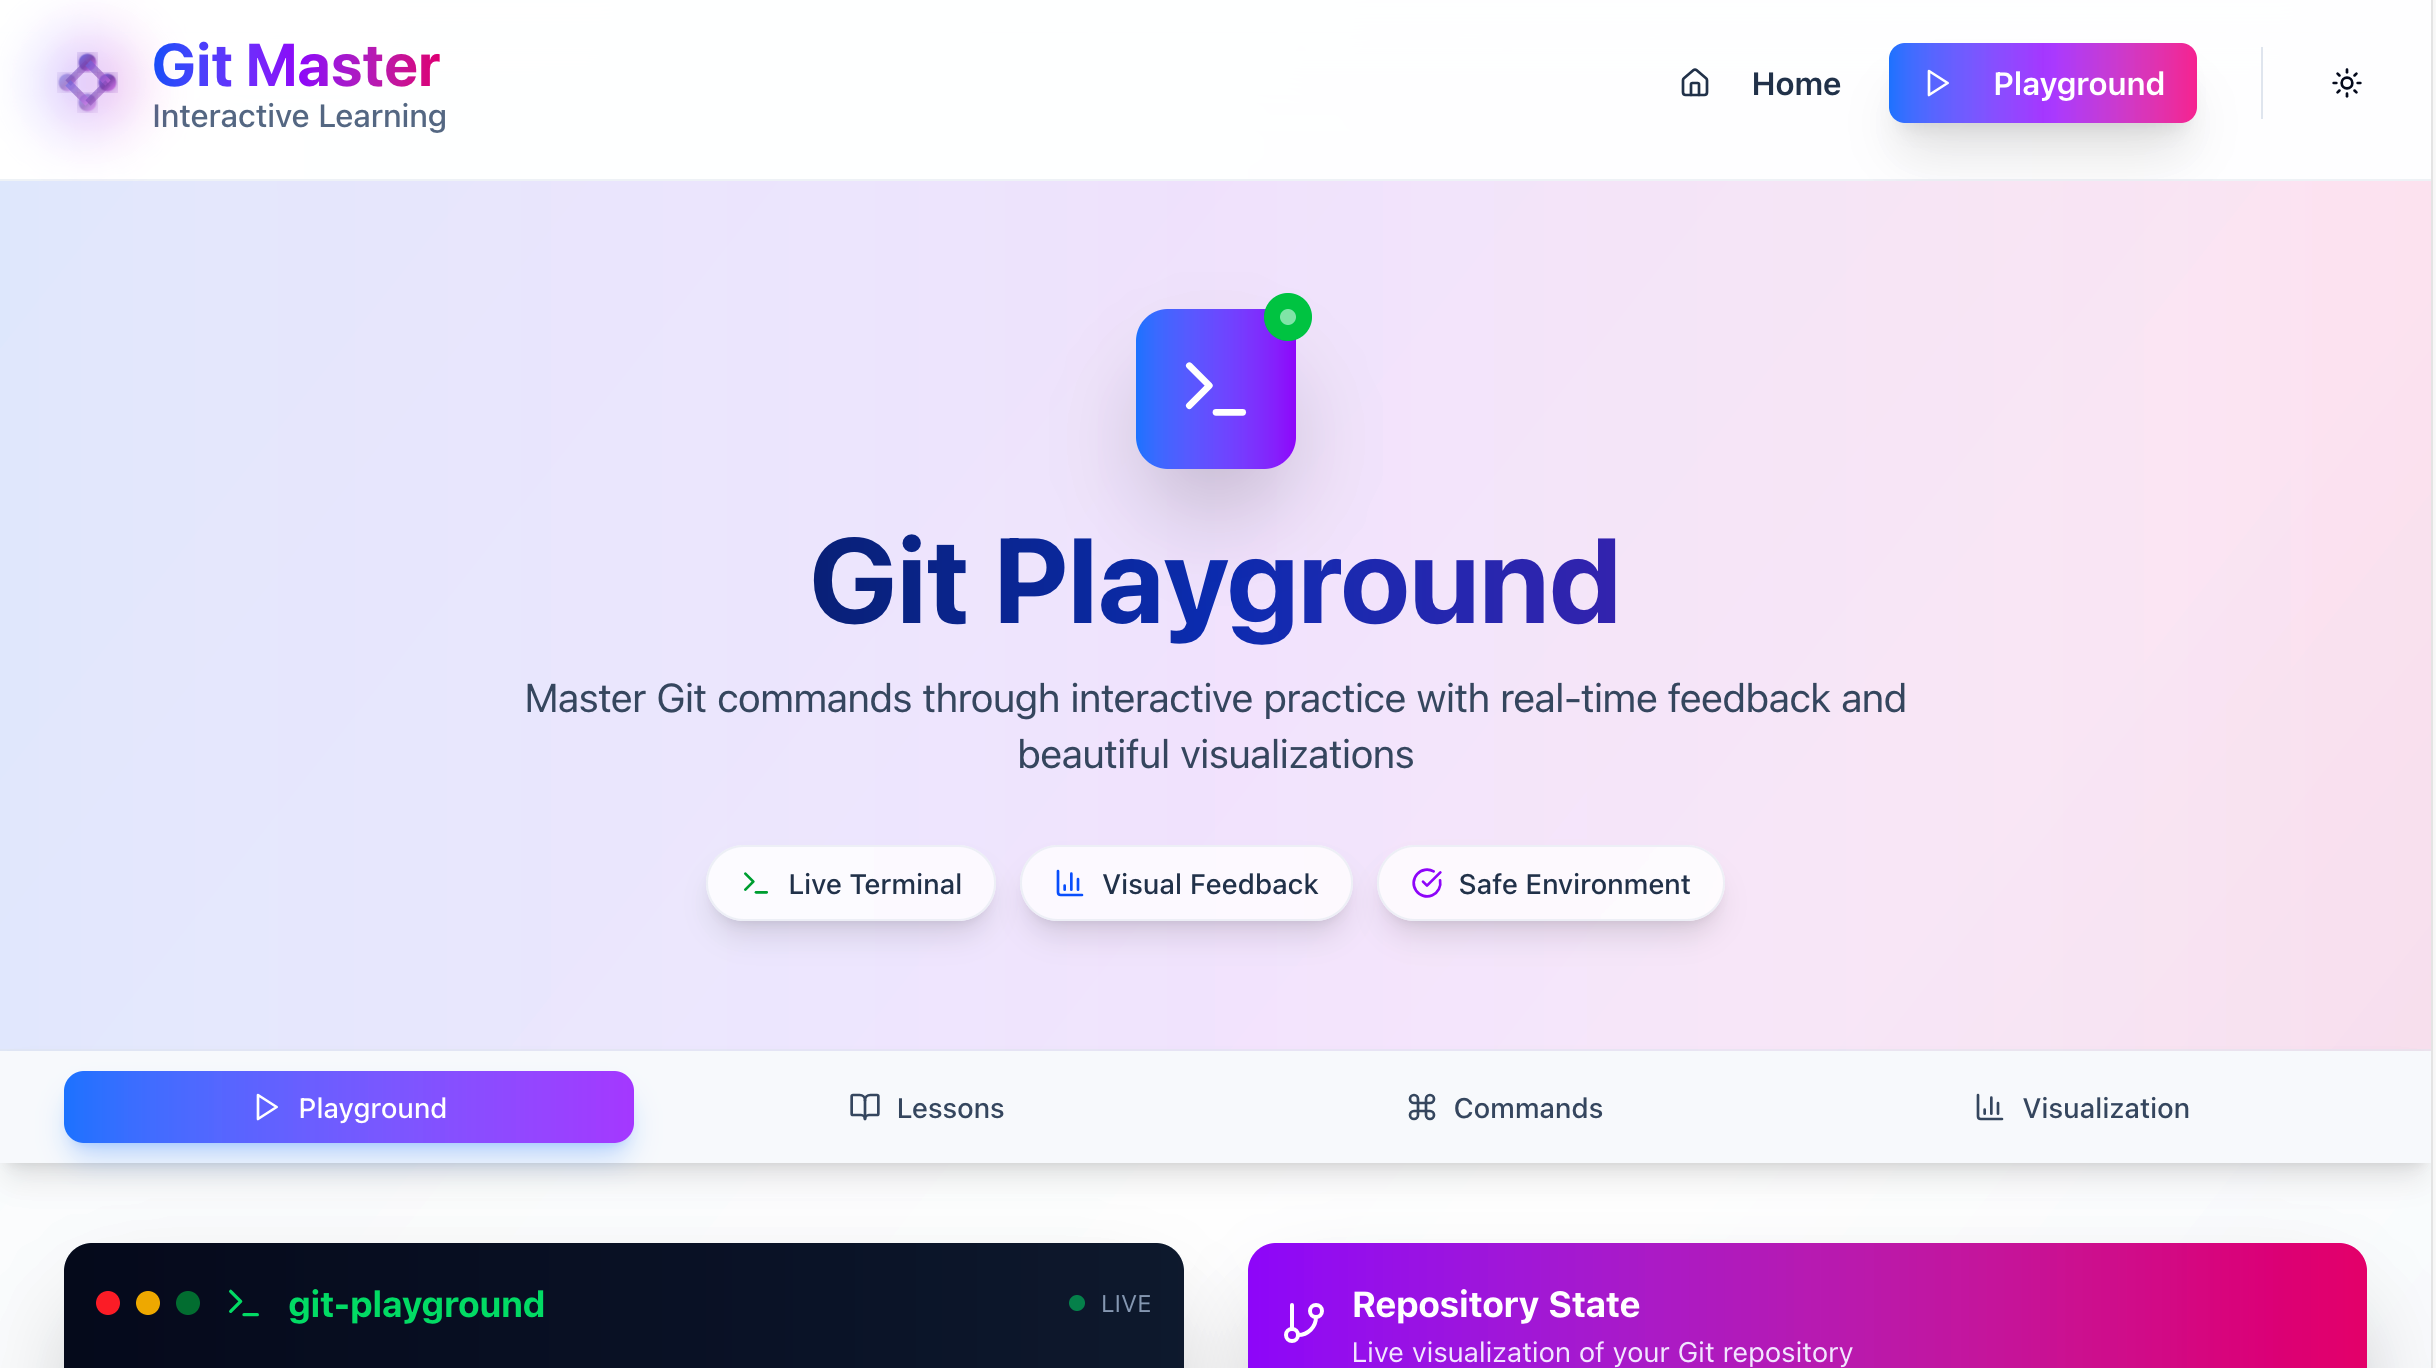 Git Master
Interactive Learning
Home
Playground
Git Playground
Master Git commands through interactive practice with real-time feedback and
beautiful visualizations
Live Terminal
Visual Feedback
Safe Environment
Playground
Lessons
Commands
Visualization
git-playground
LIVE
Repository State
Live visualization of your Git repository